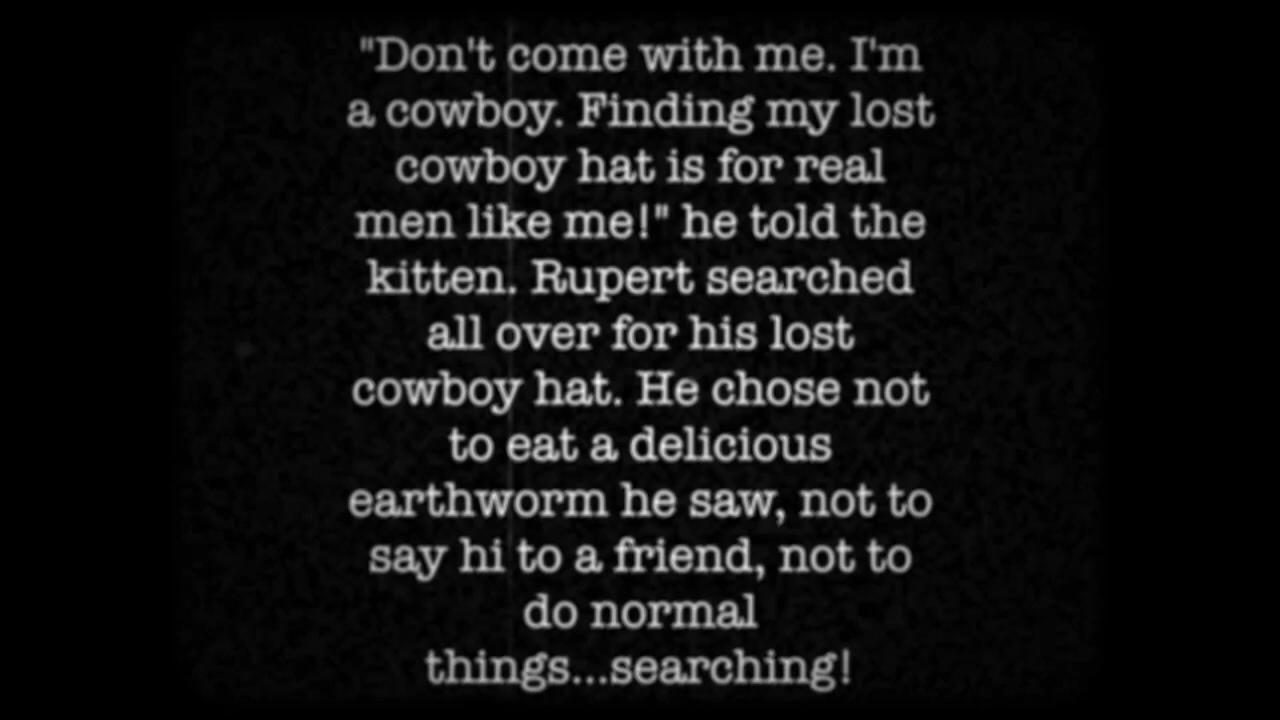 "Don't come with me. I'm
a cowboy. Finding my lost
cowboy hat is for real
men like me!" he told the
kitten. Rupert searched
all over for his lost
cowboy hat. He chose not
to eat a delicious
earthworm he saw, not to
say hi to a friend, not to
do normal
things...searching!